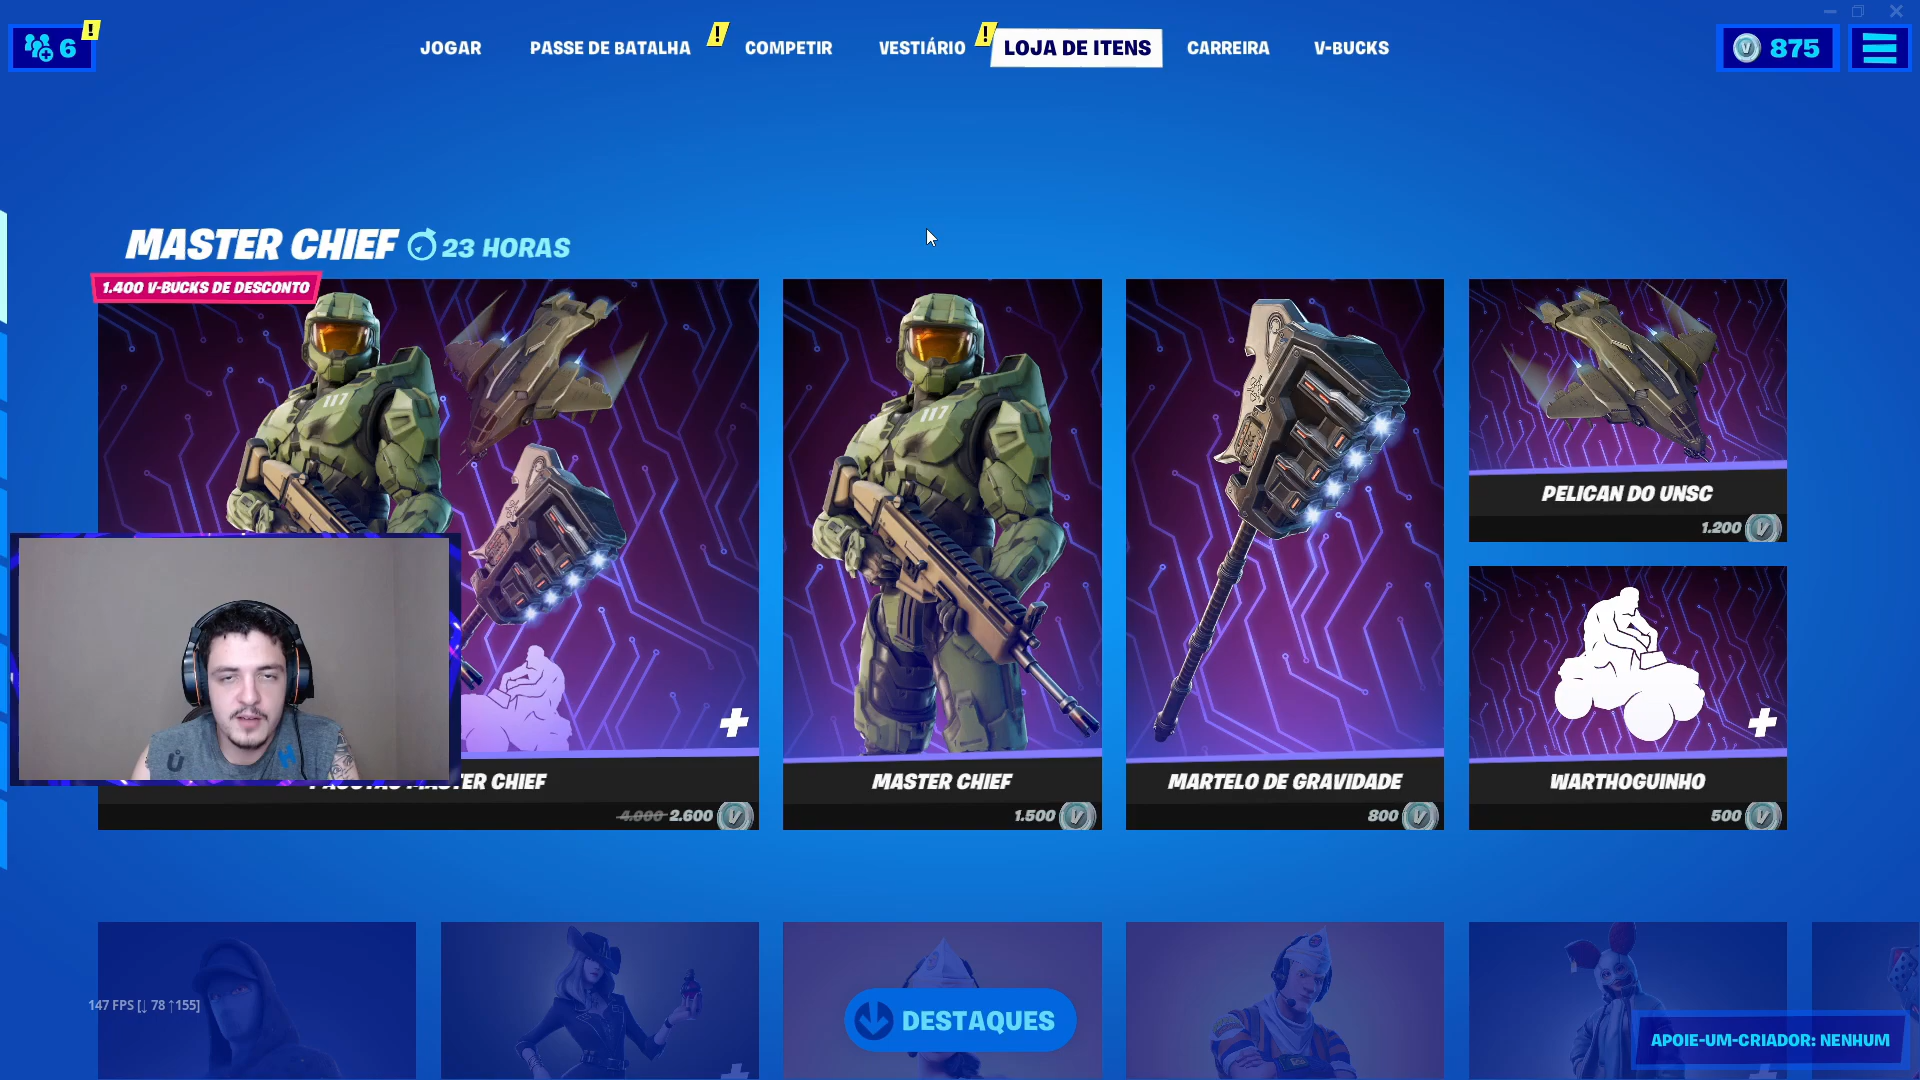 6
!
JOGAR
PASSE DE BATALHA
!
COMPETIR
VESTIÁRIO
!
LOJA DE ITENS
CARREIRA
V-BUCKS
875
MASTER CHIEF
23 HORAS
1.400 V-BUCKS DE DESCONTO
117
117
PELICAN DO UNSC
1.200
MASTER CHIEF
MARTELO DE GRAVIDADE
WARTHOGUINHO
4.000 2.600
1.500
800
500
147 FPS [↓ 78 ↑155]
DESTAQUES
APOIE-UM-CRIADOR: NENHUM